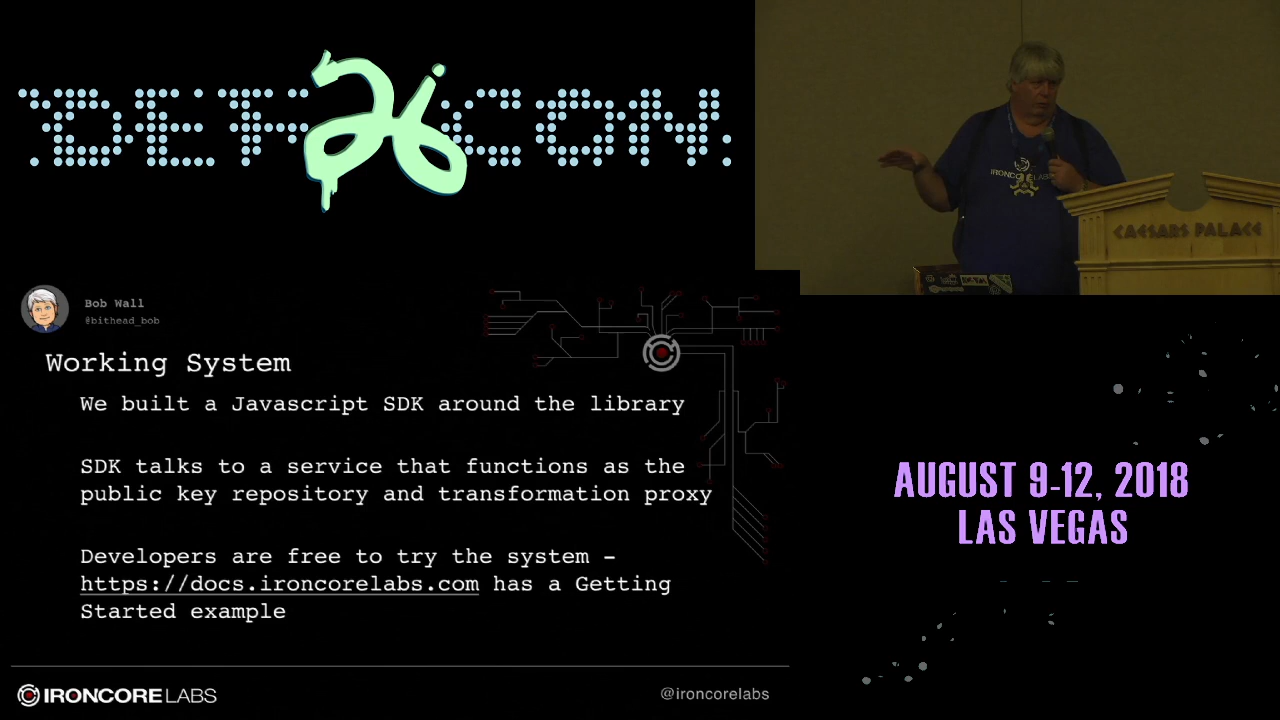 DEF CON
26
IRONCORE LABS
CAESARS PALACE
Bob Wall
@bithead_bob
Working System
We built a Javascript SDK around the library
SDK talks to a service that functions as the
public key repository and transformation proxy
Developers are free to try the system –
https://docs.ironcorelabs.com has a Getting
Started example
IRONCORE LABS
@ironcorelabs
AUGUST 9-12, 2018
LAS VEGAS